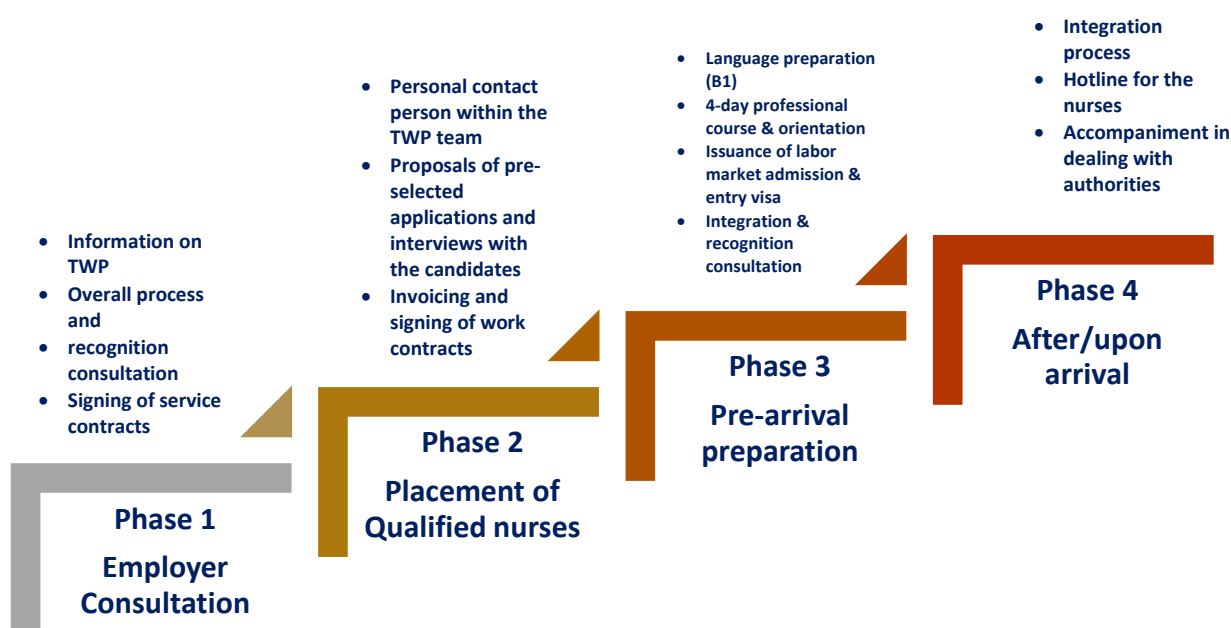 • Information on
TWP
• Overall process
and
• recognition
consultation
• Signing of service
contracts
Phase 1
Employer
Consultation
• Personal contact
person within the
TWP team
• Proposals of pre-
selected
applications and
interviews with
the candidates
• Invoicing and
signing of work
contracts
Phase 2
Placement of
Qualified nurses
• Language preparation
(B1)
• 4-day professional
course & orientation
• Issuance of labor
market admission &
entry visa
• Integration &
recognition
consultation
Phase 3
Pre-arrival
preparation
• Integration
process
• Hotline for the
nurses
• Accompaniment in
dealing with
authorities
Phase 4
After/upon
arrival